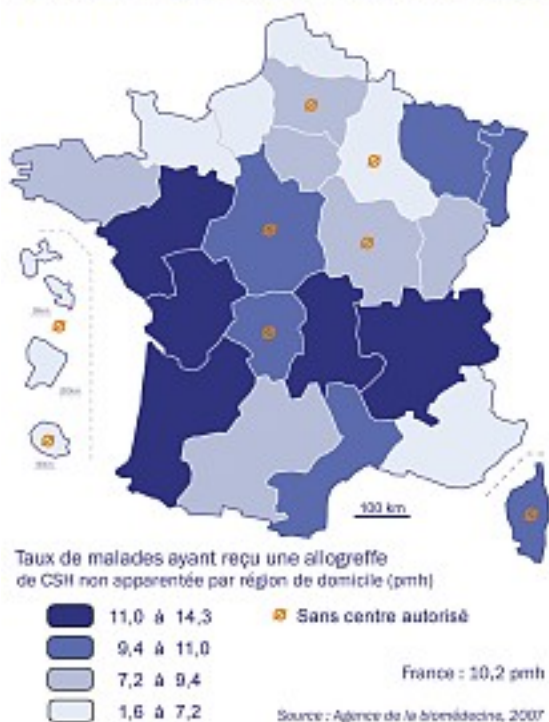 100 km
Taux de malades ayant reçu une allogreffe
de CSH non apparentée par région de domicile (pmh)
11,0 à 14,3
Sans centre autorisé
9,4 à 11,0
7,2 à 9,4
France : 10,2 pmh
1,6 à 7,2
Source : Agence de la biomédecine, 2007